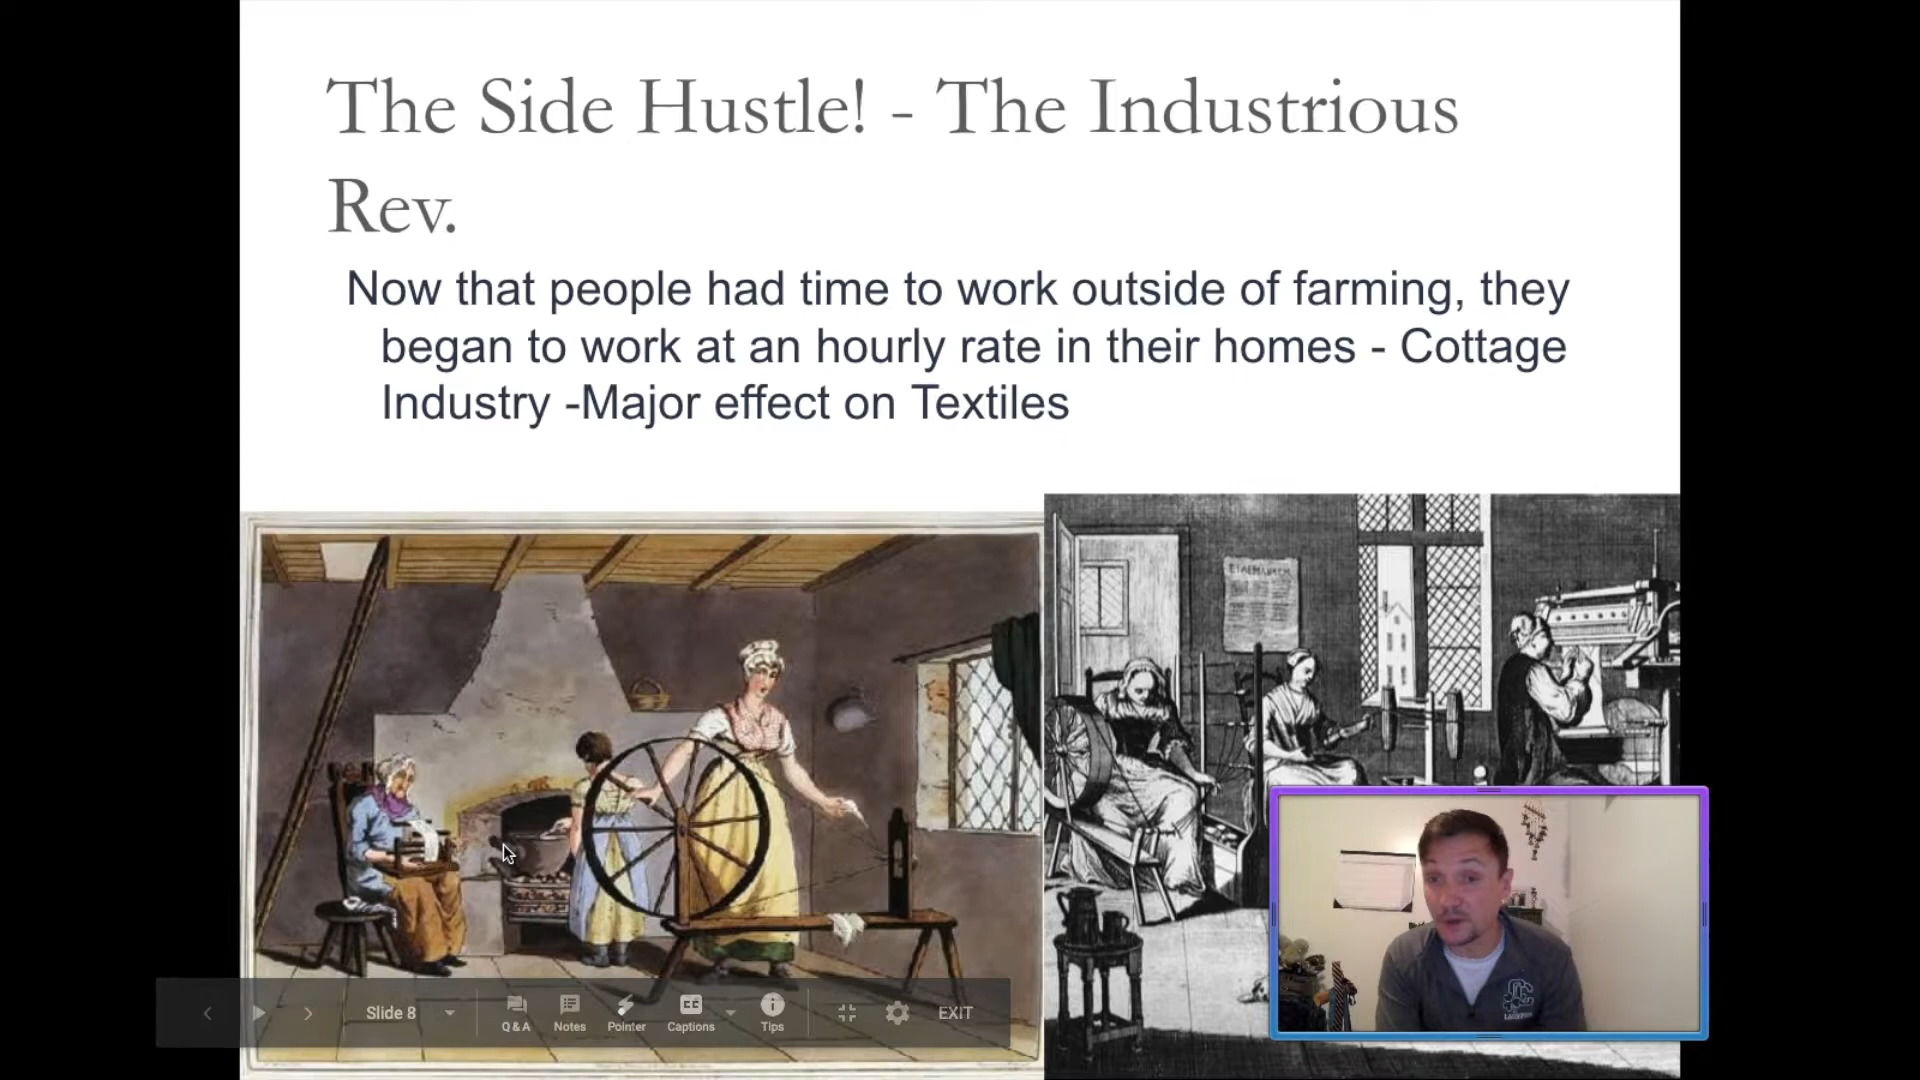 The Side Hustle! - The Industrious
Rev.
Now that people had time to work outside of farming, they
began to work at an hourly rate in their homes - Cottage
Industry -Major effect on Textiles
Slide 8
Q & A
Notes
Pointer
CC
Captions
Tips
EXIT